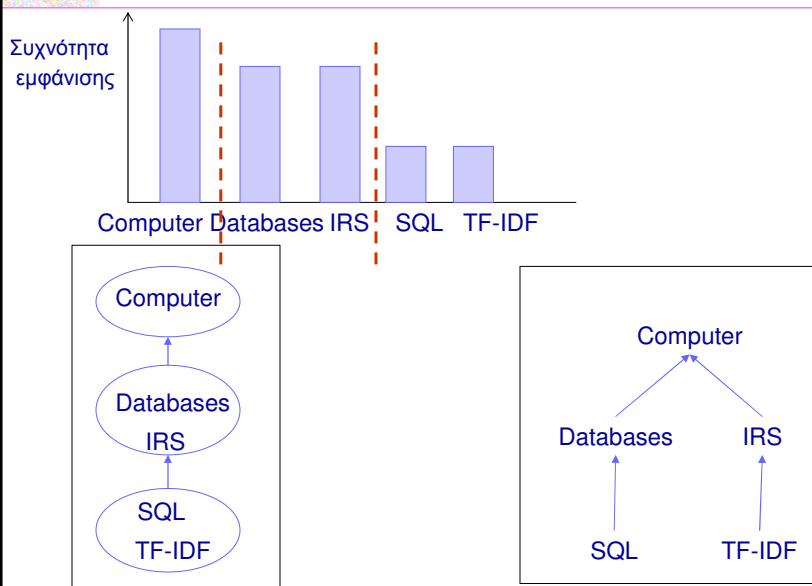 Συχνότητα
εμφάνισης
Computer Databases IRS SQL TF-IDF
Computer
Databases
IRS
SQL
TF-IDF
Computer
Databases IRS
SQL TF-IDF